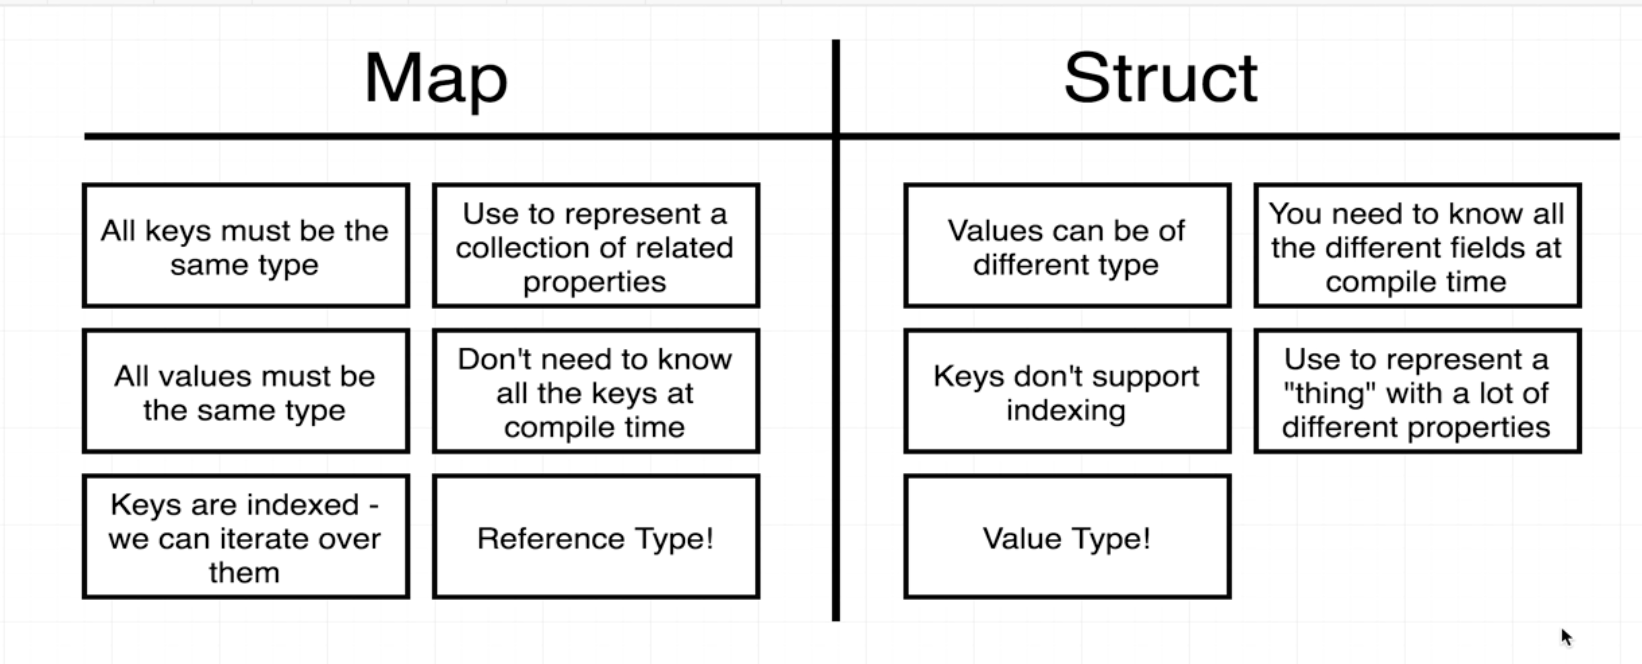 Map
Struct
All keys must be the
same type
Use to represent a
collection of related
properties
Values can be of
different type
You need to know all
the different fields at
compile time
All values must be
the same type
Don't need to know
all the keys at
compile time
Keys don't support
indexing
Use to represent a
"thing" with a lot of
different properties
Keys are indexed -
we can iterate over
them
Reference Type!
Value Type!